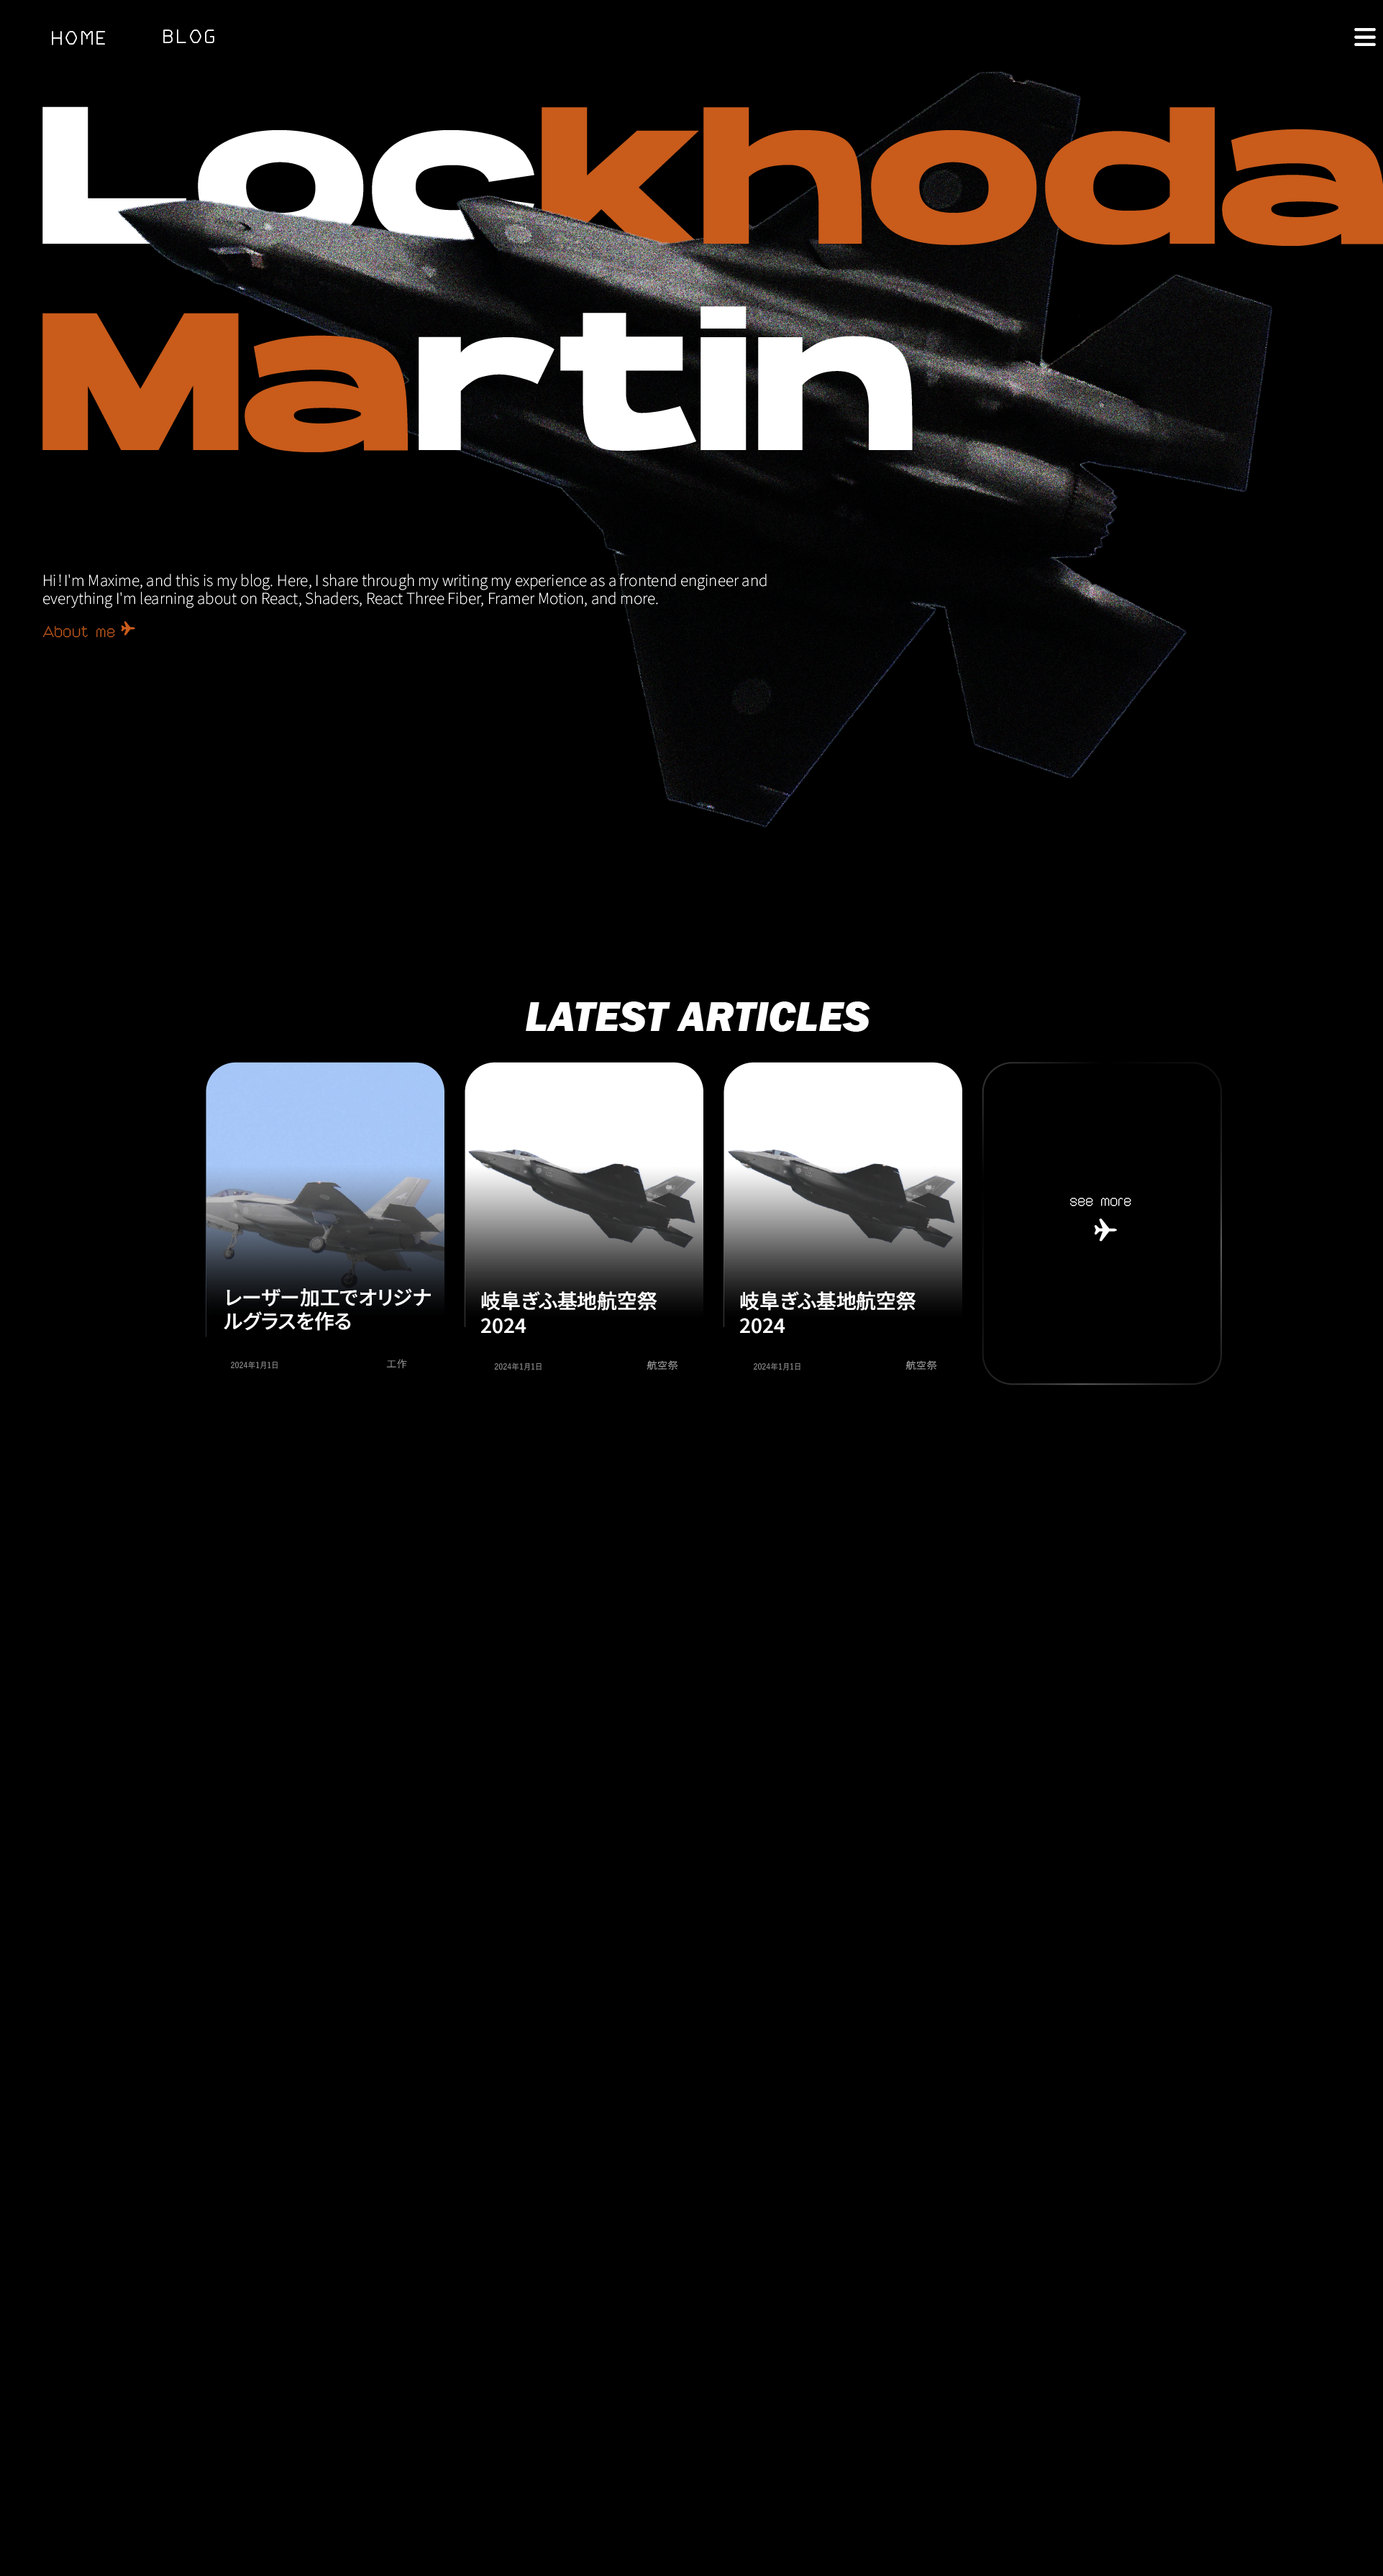 HOME
BLOG
Lockhoda
Martin
Hi! I'm Maxime, and this is my blog. Here, I share through my writing my experience as a frontend engineer and
everything I'm learning about on React, Shaders, React Three Fiber, Framer Motion, and more.
About me
LATEST ARTICLES
レーザー加工でオリジナ
ルグラスを作る
2024年1月1日
工作
岐阜ぎふ基地航空祭
2024
2024年1月1日
航空祭
岐阜ぎふ基地航空祭
2024
2024年1月1日
航空祭
see more